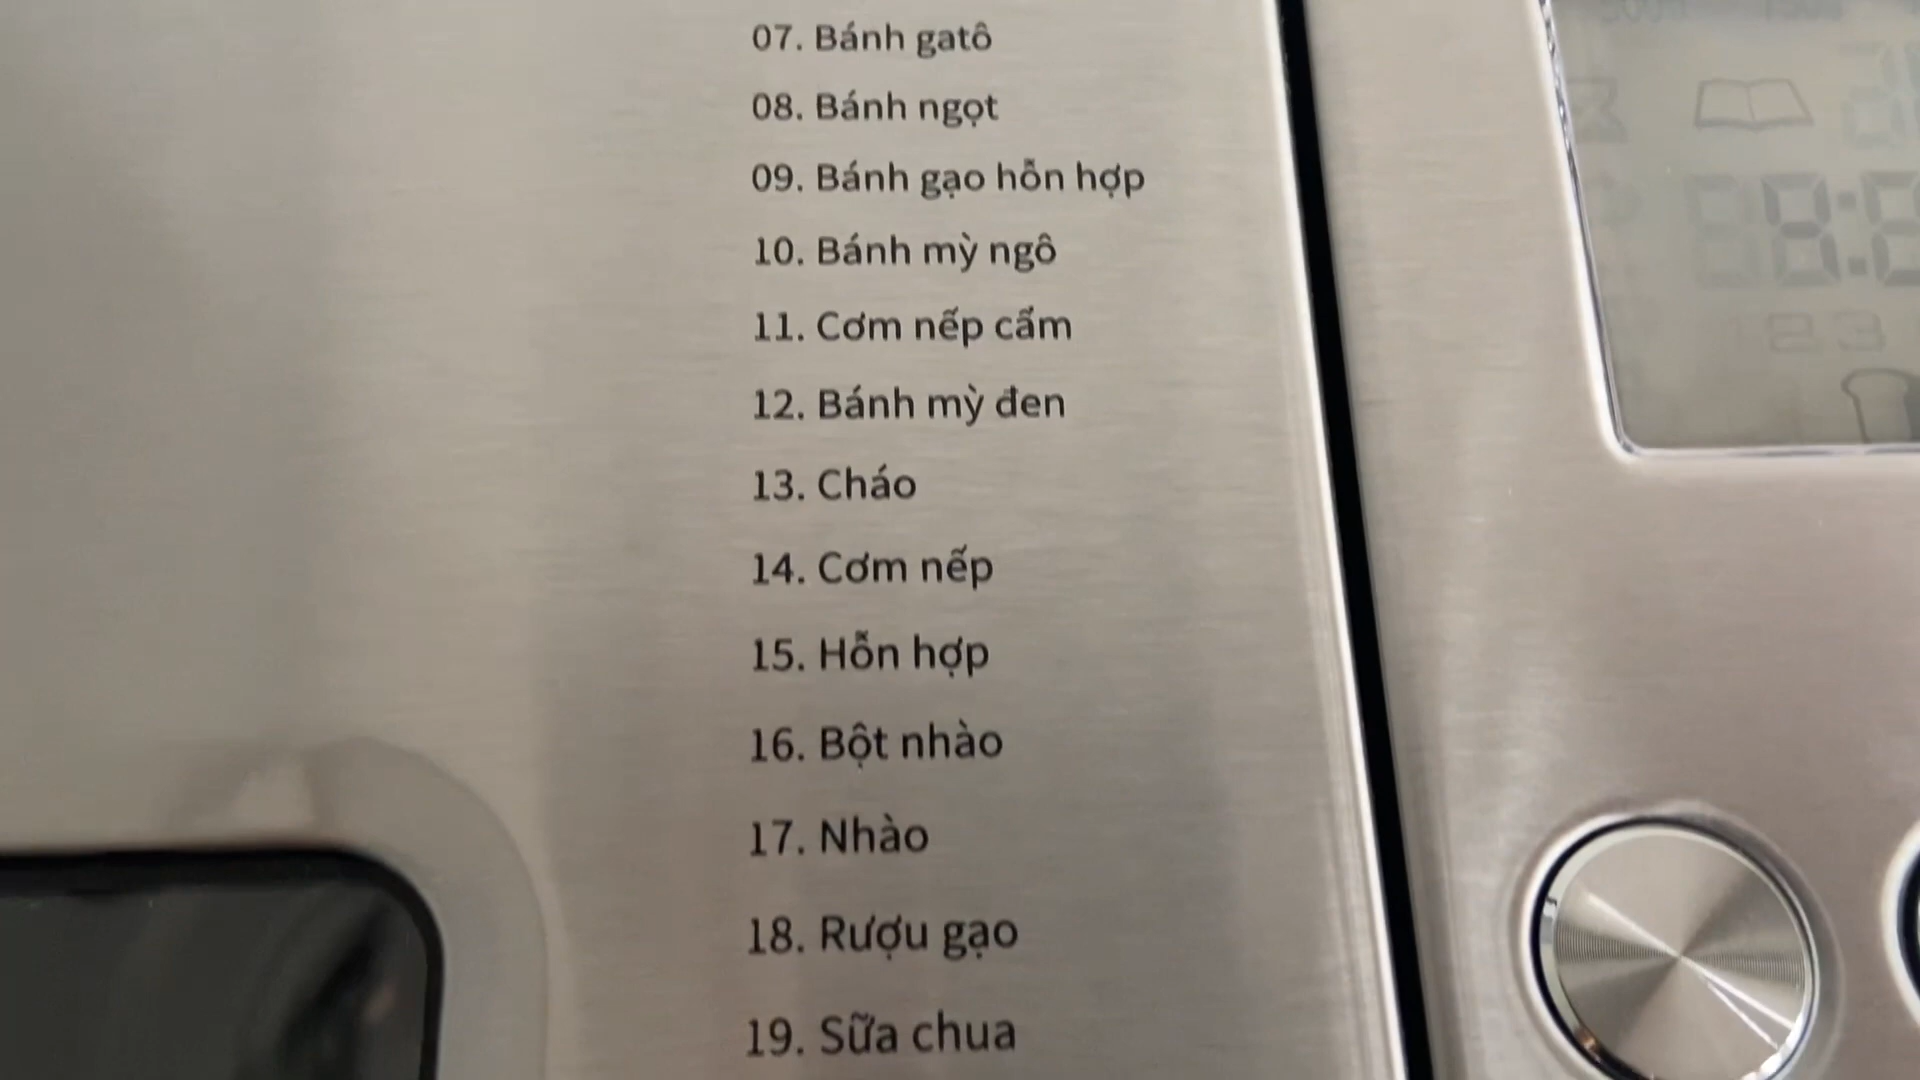 07. Bánh gatô
08. Bánh ngọt
09. Bánh gạo hỗn hợp
10. Bánh mỳ ngô
11. Cơm nếp cẩm
12. Bánh mỳ đen
13. Cháo
14. Cơm nếp
15. Hỗn hợp
16. Bột nhào
17. Nhào
18. Rượu gạo
19. Sữa chua